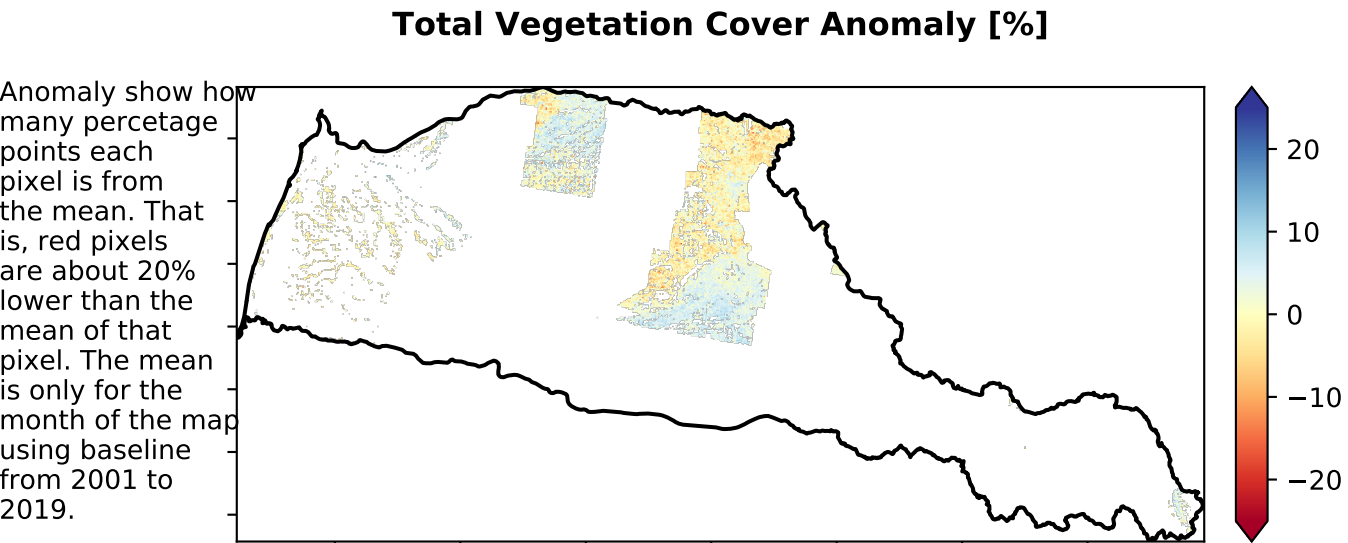 Total Vegetation Cover Anomaly [%]
Anomaly show how
many percetage
points each
pixel is from
the mean. That
is, red pixels
are about 20%
lower than the
mean of that
pixel. The mean
is only for the
month of the map
using baseline
from 2001 to
2019.
20
10
0
−10
−20